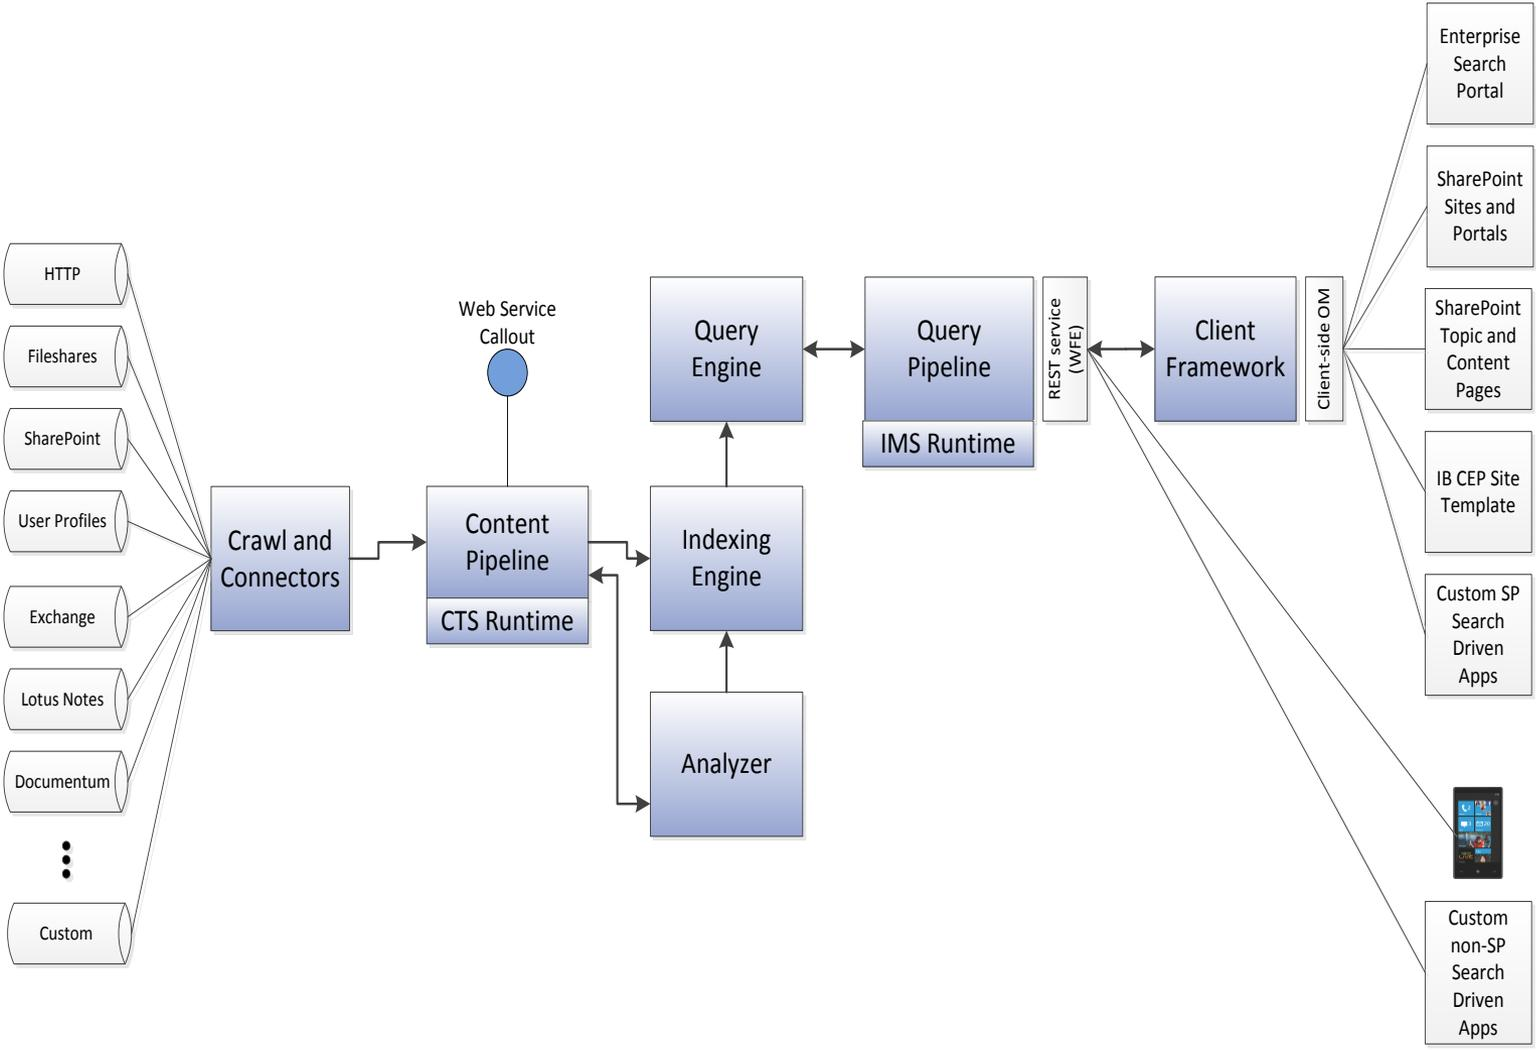 HTTP
Fileshares
SharePoint
User Profiles
Exchange
Lotus Notes
Documentum
Custom
Crawl and
Connectors
Web Service
Callout
Content
Pipeline
CTS Runtime
Query
Engine
Indexing
Engine
Analyzer
Query
Pipeline
IMS Runtime
REST service
(WFE)
Client
Framework
Client-side OM
Enterprise
Search
Portal
SharePoint
Sites and
Portals
SharePoint
Topic and
Content
Pages
IB CEP Site
Template
Custom SP
Search
Driven
Apps
Custom
non-SP
Search
Driven
Apps